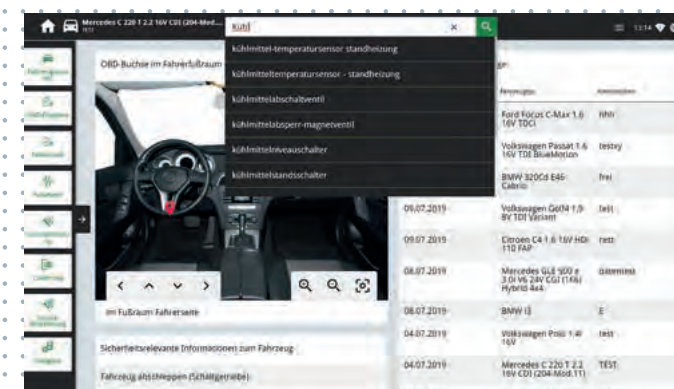 Mercedes C 220 T 2.2 16V CDI (204-Mod....
TEST
Kühl
13:14
kühlmittel-temperatursensor standheizung
kühlmitteltemperatursensor - standheizung
kühlmittelabschaltventil
kühlmittelabsperr-magnetventil
kühlmittelniveauschalter
kühlmittelstandsschalter
OBD-Buchse im Fahrerfußraum
Im Fußraum Fahrerseite
Sicherheitsrelevante Informationen zum Fahrzeug
Fahrzeug abschleppen (Schaltgetriebe)
Ford Focus C-Max 1.6
16V TDCi
Volkswagen Passat 1.6
16V TDI BlueMotion
testxy
BMW 320Cd E46
Cabrio
frei
09.07.2019
Volkswagen Golf4 1.9
8V TDI Variant
test
09.07.2019
Citroen C4 1.6 16V HDi
110 FAP
test
08.07.2019
Mercedes GLE 500 e
3.0i V6 24V CGI (166)
Hybrid 4x4
08.07.2019
BMW i3
E
04.07.2019
Volkswagen Polo 1.4i
16V
test
04.07.2019
Mercedes C 220 T 2.2
16V CDI (204-Mod.11)
TEST